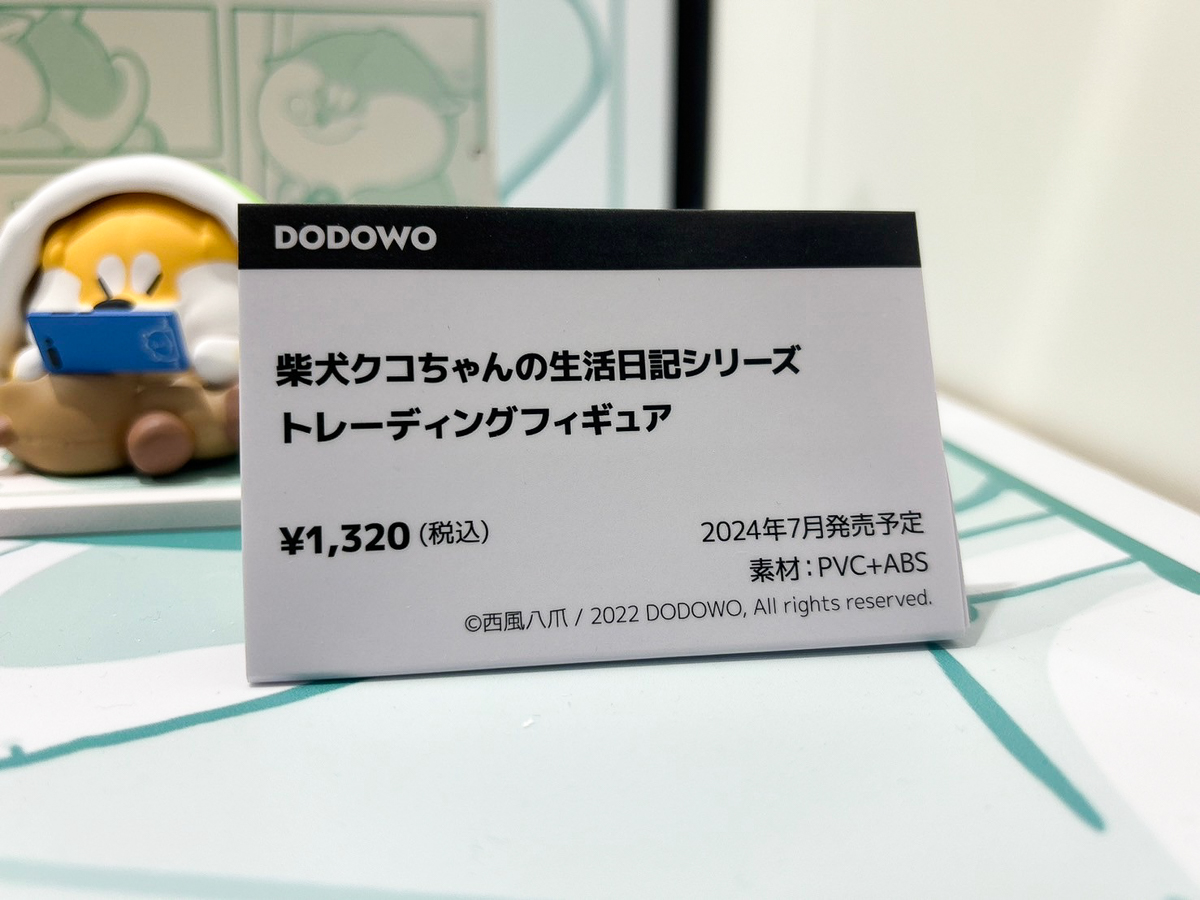 DODOWO
柴犬クコちゃんの生活日記シリーズ
トレーディングフィギュア
¥1,320 (税込)
2024年7月発売予定
素材：PVC+ABS
©西風八爪 / 2022 DODOWO, All rights reserved.